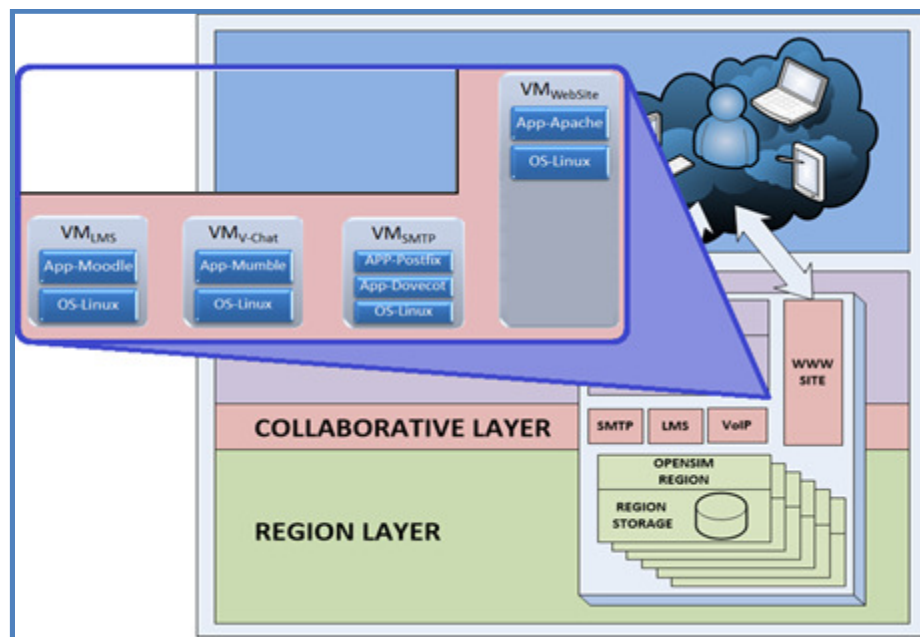 VMWebSite
App-Apache
OS-Linux
VMLMS
App-Moodle
OS-Linux
VMV-Chat
App-Mumble
OS-Linux
VMSMTP
APP-Postfix
App-Dovecot
OS-Linux
WWW
SITE
COLLABORATIVE LAYER
SMTP
LMS
VoIP
OPENSIM
REGION
REGION
STORAGE
REGION LAYER